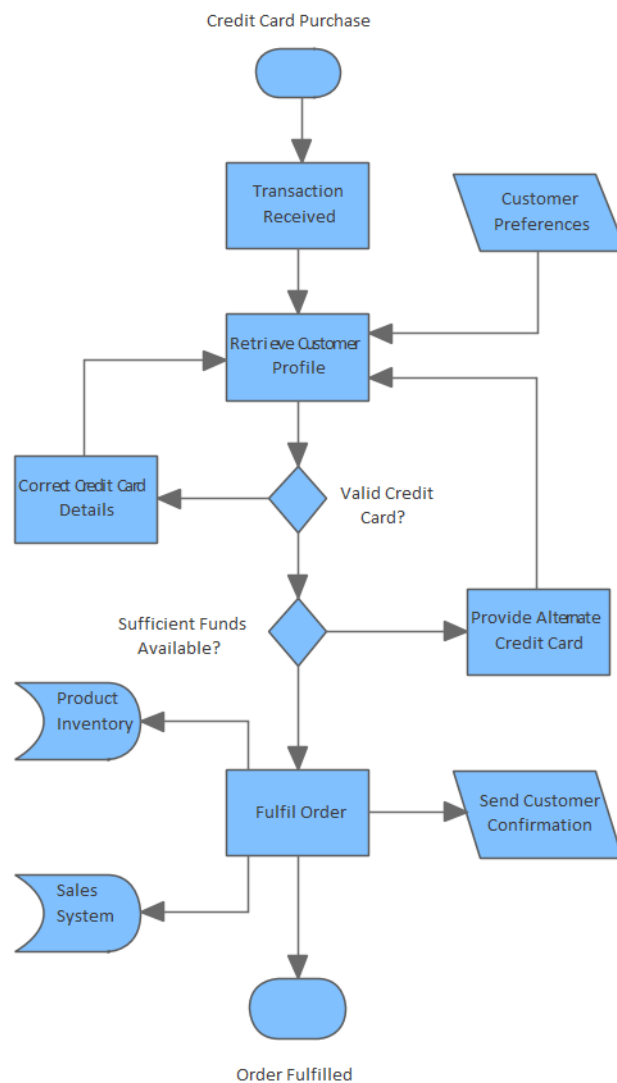 Credit Card Purchase
Transaction
Received
Customer
Preferences
Retrieve Customer
Profile
Correct Credit Card
Details
Valid Credit
Card?
Sufficient Funds
Available?
Provide Alternate
Credit Card
Product
Inventory
Fulfil Order
Send Customer
Confirmation
Sales
System
Order Fulfilled